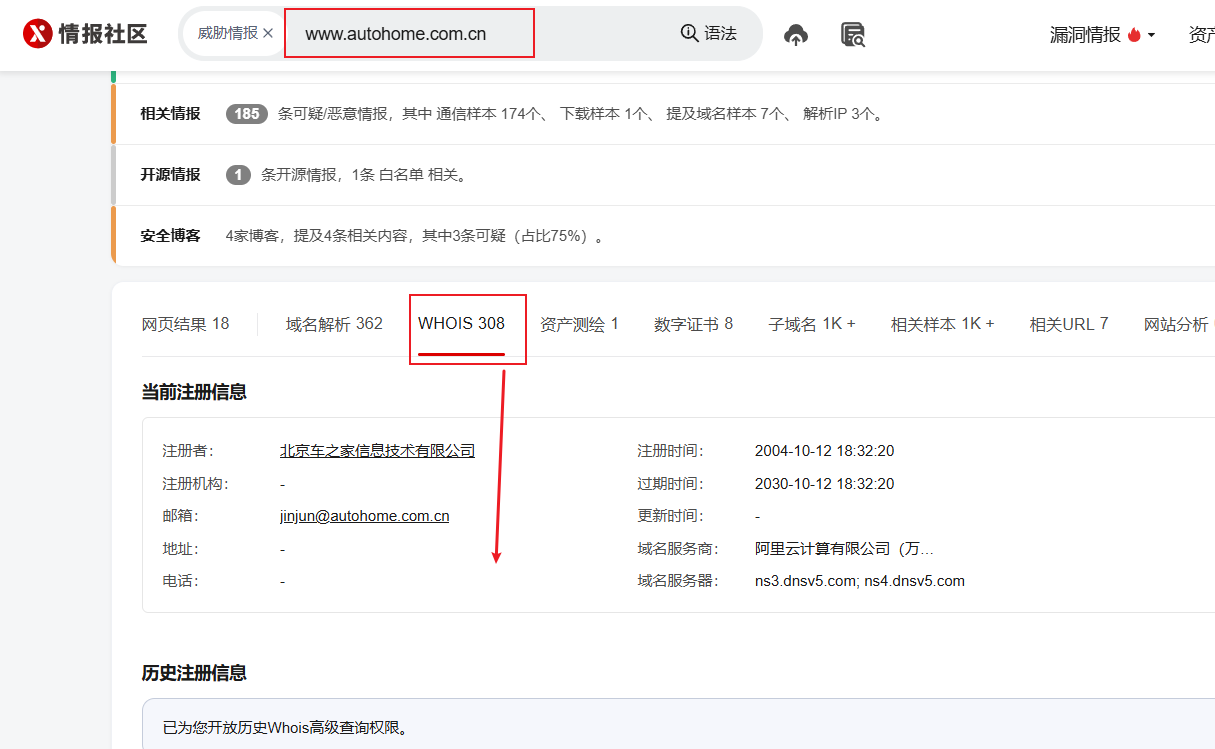 情报社区 威胁情报 × www.autohome.com.cn 语法 漏洞情报
相关情报 185 条可疑/恶意情报，其中 通信样本 174个、 下载样本 1个、 提及域名样本 7个、 解析IP 3个。
开源情报 1 条开源情报，1条 白名单 相关。
安全博客 4家博客，提及4条相关内容，其中3条可疑（占比75%）。
网页结果 18 域名解析 362 WHOIS 308 资产测绘 1 数字证书 8 子域名 1K + 相关样本 1K + 相关URL 7 网站分析
当前注册信息
注册者： 北京车之家信息技术有限公司 注册时间： 2004-10-12 18:32:20
注册机构： - 过期时间： 2030-10-12 18:32:20
邮箱： jinjun@autohome.com.cn 更新时间： -
地址： - 域名服务商： 阿里云计算有限公司（万...
电话： - 域名服务器： ns3.dnsv5.com; ns4.dnsv5.com
历史注册信息
已为您开放历史Whois高级查询权限。